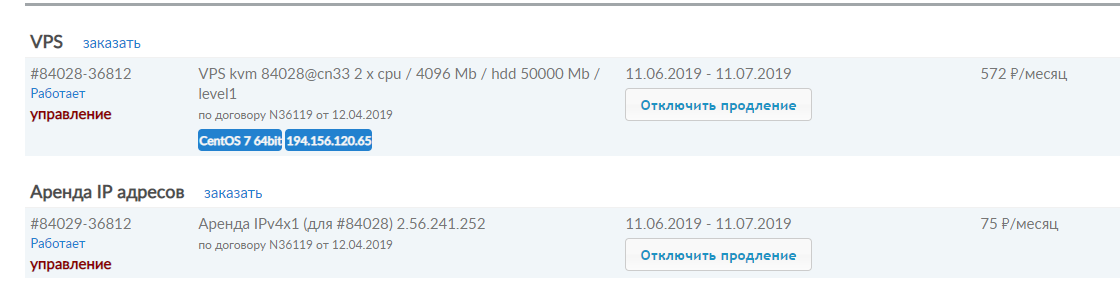 VPS заказать
#84028-36812 VPS kvm 84028@cn33 2 x cpu / 4096 Mb / hdd 50000 Mb / 11.06.2019 - 11.07.2019 572 ₽/месяц
Работает level1
управление по договору N36119 от 12.04.2019 Отключить продление
CentOS 7 64bit 194.156.120.65
Аренда IP адресов заказать
#84029-36812 Аренда IPv4x1 (для #84028) 2.56.241.252 11.06.2019 - 11.07.2019 75 ₽/месяц
Работает по договору N36119 от 12.04.2019
управление Отключить продление